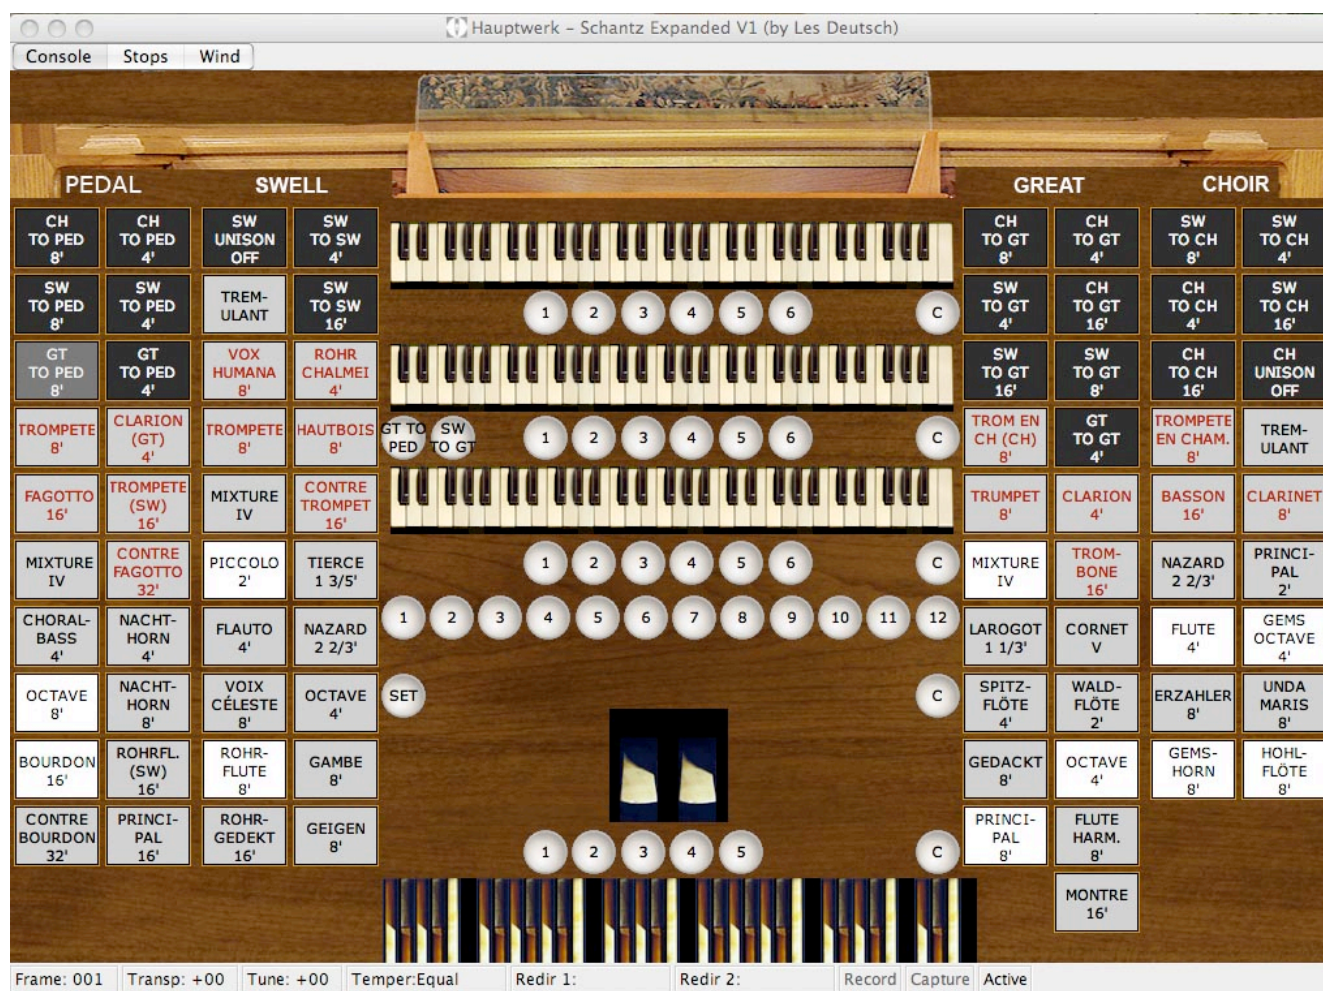 Hauptwerk – Schantz Expanded V1 (by Les Deutsch)
Console Stops Wind
PEDAL
SWELL
GREAT
CHOIR
CH
TO PED
8'
CH
TO PED
4'
SW
UNISON
OFF
SW
TO SW
4'
CH
TO GT
8'
CH
TO GT
4'
SW
TO CH
8'
SW
TO CH
4'
SW
TO PED
8'
SW
TO PED
4'
TREM-
ULANT
SW
TO SW
16'
1 2 3 4 5 6 C
SW
TO GT
4'
CH
TO GT
16'
CH
TO CH
4'
SW
TO CH
16'
GT
TO PED
8'
GT
TO PED
4'
VOX
HUMANA
8'
ROHR
CHALMEI
4'
SW
TO GT
16'
SW
TO GT
8'
CH
TO CH
16'
CH
UNISON
OFF
TROMPETE
8'
CLARION
(GT)
4'
TROMPETE
8'
HAUTBOIS
8'
GT TO
PED
SW
TO GT
1 2 3 4 5 6 C
TROM EN
CH (CH)
8'
GT
TO GT
4'
TROMPETE
EN CHAM.
8'
TREM-
ULANT
FAGOTTO
16'
TROMPETE
(SW)
16'
MIXTURE
IV
CONTRE
TROMPET
16'
TRUMPET
8'
CLARION
4'
BASSON
16'
CLARINET
8'
MIXTURE
IV
CONTRE
FAGOTTO
32'
PICCOLO
2'
TIERCE
1 3/5'
1 2 3 4 5 6 C
MIXTURE
IV
TROM-
BONE
16'
NAZARD
2 2/3'
PRINCI-
PAL
2'
CHORAL-
BASS
4'
NACHT-
HORN
4'
FLAUTO
4'
NAZARD
2 2/3'
1 2 3 4 5 6 7 8 9 10 11 12
LAROGOT
1 1/3'
CORNET
V
FLUTE
4'
GEMS
OCTAVE
4'
OCTAVE
8'
NACHT-
HORN
8'
VOIX
CÉLESTE
8'
OCTAVE
4'
SET C
SPITZ-
FLÖTE
4'
WALD-
FLÖTE
2'
ERZAHLER
8'
UNDA
MARIS
8'
BOURDON
16'
ROHRFL.
(SW)
16'
ROHR-
FLUTE
8'
GAMBE
8'
GEDACKT
8'
OCTAVE
4'
GEMS-
HORN
8'
HOHL-
FLÖTE
8'
CONTRE
BOURDON
32'
PRINCI-
PAL
16'
ROHR-
GEDEKT
16'
GEIGEN
8'
1 2 3 4 5 C
PRINCI-
PAL
8'
FLUTE
HARM.
8'
MONTRE
16'
Frame: 001 Transp: +00 Tune: +00 Temper:Equal Redir 1: Redir 2: Record Capture Active